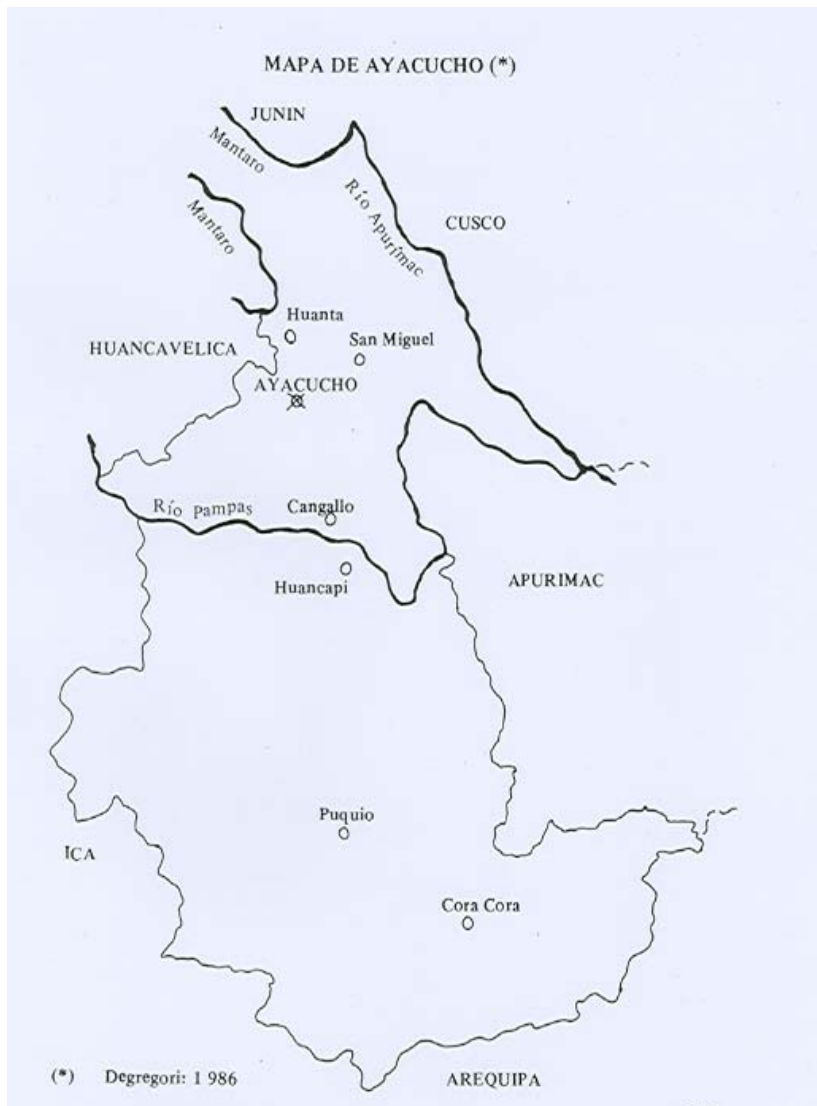 MAPA DE AYACUCHO (*)
JUNIN
Mantaro
Río Apurímac
CUSCO
Mantaro
Huanta
San Miguel
HUANCAVELICA
AYACUCHO
Río Pampas
Cangallo
Huancapi
APURIMAC
Puquio
ICA
Cora Cora
(*) Degregori: 1 986
AREQUIPA